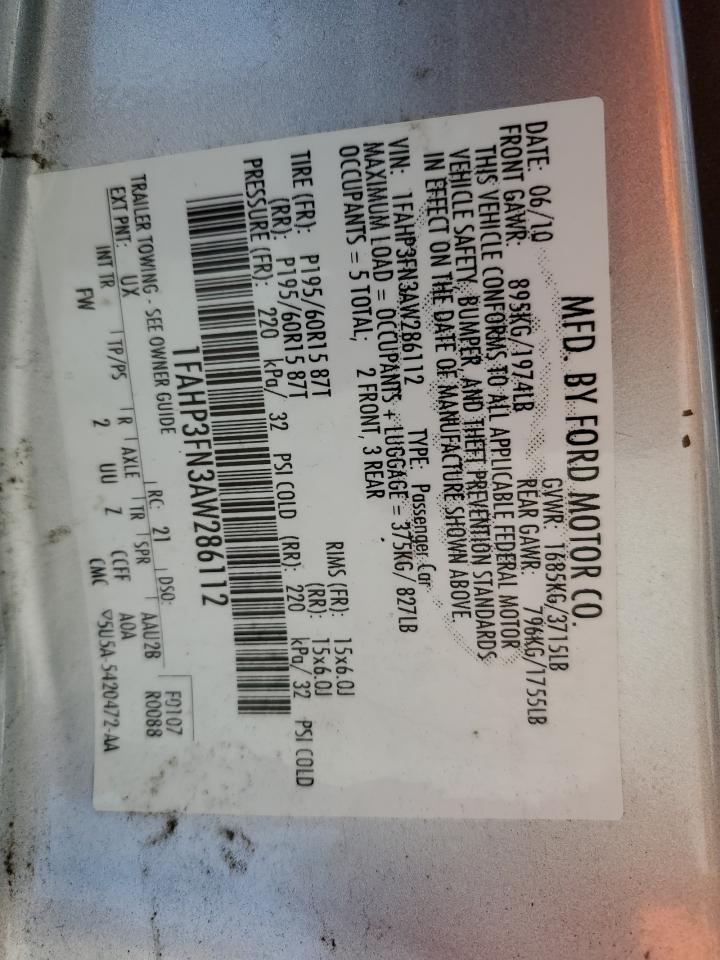 MFD. BY FORD MOTOR CO.
DATE: 06/10 GVWR: 1685KG/3715LB
FRONT GAWR: 895KG/1974LB REAR GAWR: 796KG/1755LB
THIS VEHICLE CONFORMS TO ALL APPLICABLE FEDERAL MOTOR
VEHICLE SAFETY, BUMPER, AND THEFT PREVENTION STANDARDS
IN EFFECT ON THE DATE OF MANUFACTURE SHOWN ABOVE.
VIN: 1FAHP3FN3AW286112 TYPE: Passenger Car
MAXIMUM LOAD = OCCUPANTS + LUGGAGE = 375KG/ 827LB
OCCUPANTS = 5 TOTAL; 2 FRONT, 3 REAR
TIRE (FR): P195/60R15 87T RIMS (FR): 15x6.0J
(RR): P195/60R15 87T (RR): 15x6.0J
PRESSURE (FR): 220 kPa/ 32 PSI COLD (RR): 220 kPa/ 32 PSI COLD
1FAHP3FN3AW286112
TRAILER TOWING - SEE OWNER GUIDE
F0107
R0088
EXT PNT: UX RC: 21 DSO: AAU2B
INT TR TP/PS R AXLE TR SPR
FW 2 UU Z CCFF AOA
CMC ▽5U5A-5420472-AA